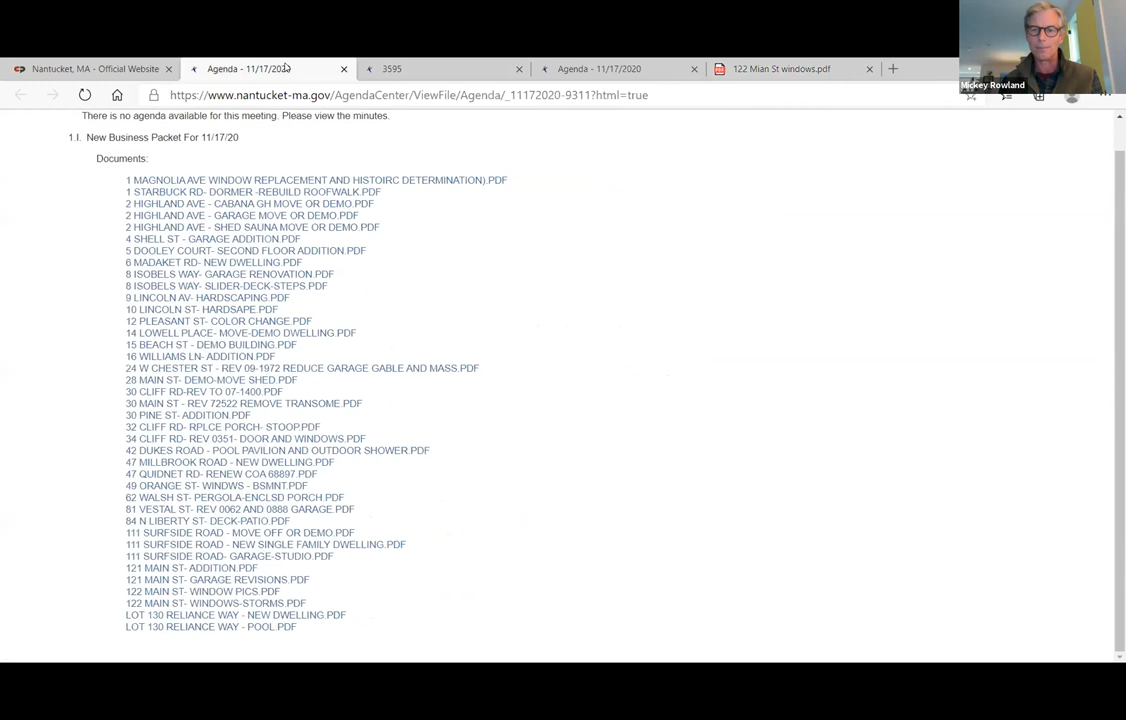 Nantucket, MA - Official Website
Agenda - 11/17/2020
3595
Agenda - 11/17/2020
122 Mian St windows.pdf
Mickey Rowland
https://www.nantucket-ma.gov/AgendaCenter/ViewFile/Agenda/_11172020-9311?html=true
There is no agenda available for this meeting. Please view the minutes.
1.I. New Business Packet For 11/17/20
Documents:
1 MAGNOLIA AVE WINDOW REPLACEMENT AND HISTOIRC DETERMINATION).PDF
1 STARBUCK RD- DORMER -REBUILD ROOFWALK.PDF
2 HIGHLAND AVE - CABANA GH MOVE OR DEMO.PDF
2 HIGHLAND AVE - GARAGE MOVE OR DEMO.PDF
2 HIGHLAND AVE - SHED SAUNA MOVE OR DEMO.PDF
4 SHELL ST - GARAGE ADDITION.PDF
5 DOOLEY COURT- SECOND FLOOR ADDITION.PDF
6 MADAKET RD- NEW DWELLING.PDF
8 ISOBELS WAY- GARAGE RENOVATION.PDF
8 ISOBELS WAY- SLIDER-DECK-STEPS.PDF
9 LINCOLN AV- HARDSCAPING.PDF
10 LINCOLN ST- HARDSAPE.PDF
12 PLEASANT ST- COLOR CHANGE.PDF
14 LOWELL PLACE- MOVE-DEMO DWELLING.PDF
15 BEACH ST - DEMO BUILDING.PDF
16 WILLIAMS LN- ADDITION.PDF
24 W CHESTER ST - REV 09-1972 REDUCE GARAGE GABLE AND MASS.PDF
28 MAIN ST- DEMO-MOVE SHED.PDF
30 CLIFF RD-REV TO 07-1400.PDF
30 MAIN ST - REV 72522 REMOVE TRANSOME.PDF
30 PINE ST- ADDITION.PDF
32 CLIFF RD- RPLCE PORCH- STOOP.PDF
34 CLIFF RD- REV 0351- DOOR AND WINDOWS.PDF
42 DUKES ROAD - POOL PAVILION AND OUTDOOR SHOWER.PDF
47 MILLBROOK ROAD - NEW DWELLING.PDF
47 QUIDNET RD- RENEW COA 68897.PDF
49 ORANGE ST- WINDWS - BSMNT.PDF
62 WALSH ST- PERGOLA-ENCLSD PORCH.PDF
81 VESTAL ST- REV 0062 AND 0888 GARAGE.PDF
84 N LIBERTY ST- DECK-PATIO.PDF
111 SURFSIDE ROAD - MOVE OFF OR DEMO.PDF
111 SURFSIDE ROAD - NEW SINGLE FAMILY DWELLING.PDF
111 SURFSIDE ROAD- GARAGE-STUDIO.PDF
121 MAIN ST- ADDITION.PDF
121 MAIN ST- GARAGE REVISIONS.PDF
122 MAIN ST- WINDOW PICS.PDF
122 MAIN ST- WINDOWS-STORMS.PDF
LOT 130 RELIANCE WAY - NEW DWELLING.PDF
LOT 130 RELIANCE WAY - POOL.PDF